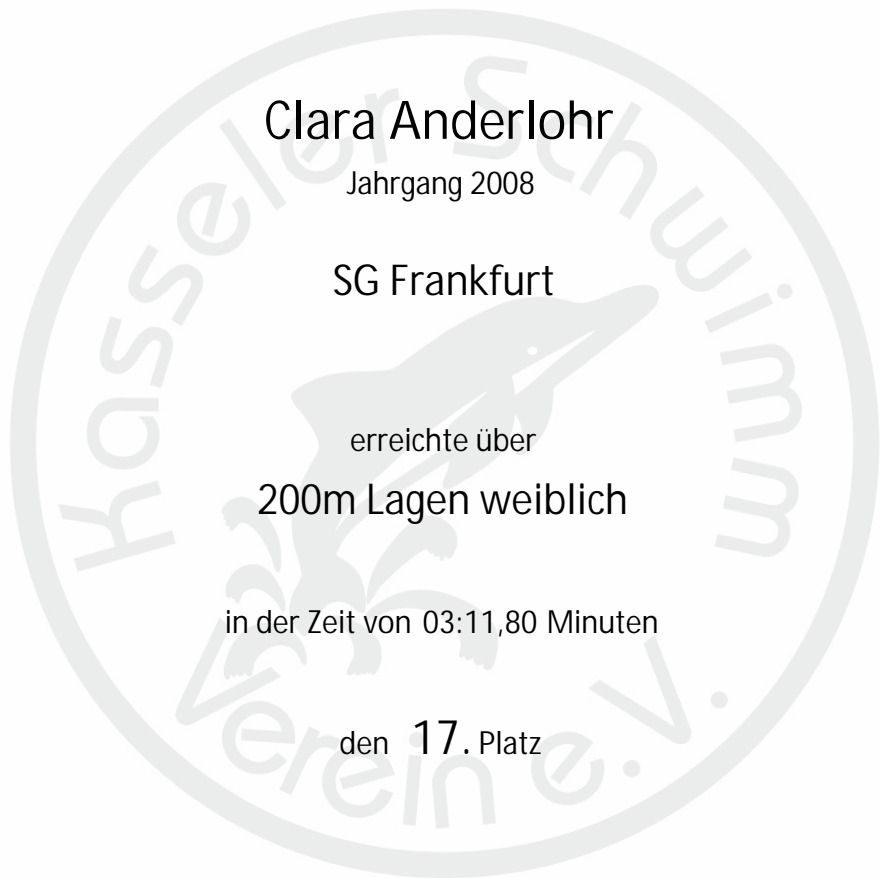 Clara Anderlohr
Jahrgang 2008
SG Frankfurt
erreichte über
200m Lagen weiblich
in der Zeit von 03:11,80 Minuten
den 17. Platz
Kasseler Schwimm
Verein e.V.